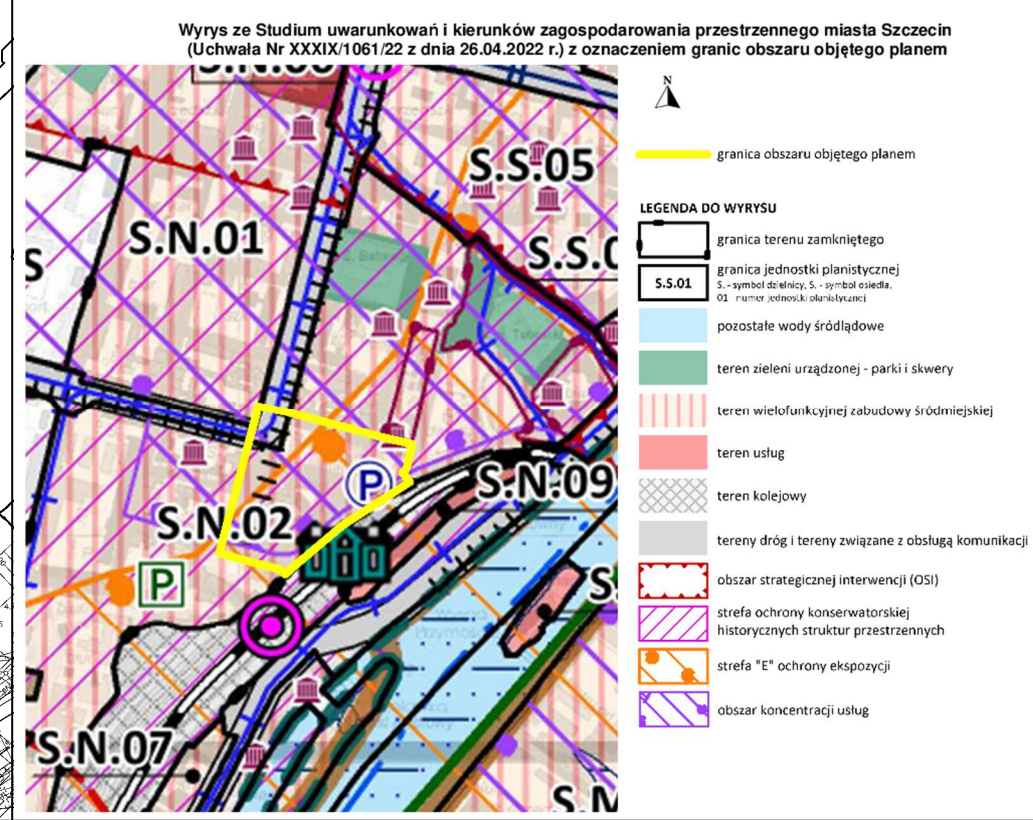 Wyrys ze Studium uwarunkowań i kierunków zagospodarowania przestrzennego miasta Szczecin
(Uchwała Nr XXXIX/1061/22 z dnia 26.04.2022 r.) z oznaczeniem granic obszaru objętego planem
N
granica obszaru objętego planem
LEGENDA DO WYRYSU
granica terenu zamkniętego
S.S.01
granica jednostki planistycznej
S. - symbol dzielnicy, S. - symbol osiedla,
01 numer jednostki planistycznej
pozostałe wody śródlądowe
teren zieleni urządzonej - parki i skwery
teren wielofunkcyjnej zabudowy śródmiejskiej
teren usług
teren kolejowy
tereny dróg i tereny związane z obsługą komunikacji
obszar strategicznej interwencji (OSI)
strefa ochrony konserwatorskiej
historycznych struktur przestrzennych
strefa "E" ochrony ekspozycji
obszar koncentracji usług
S.S.05
S.N.01
S.S.0
S
P
S.N.09
S.N.02
P
S.
S.N.07
S.M